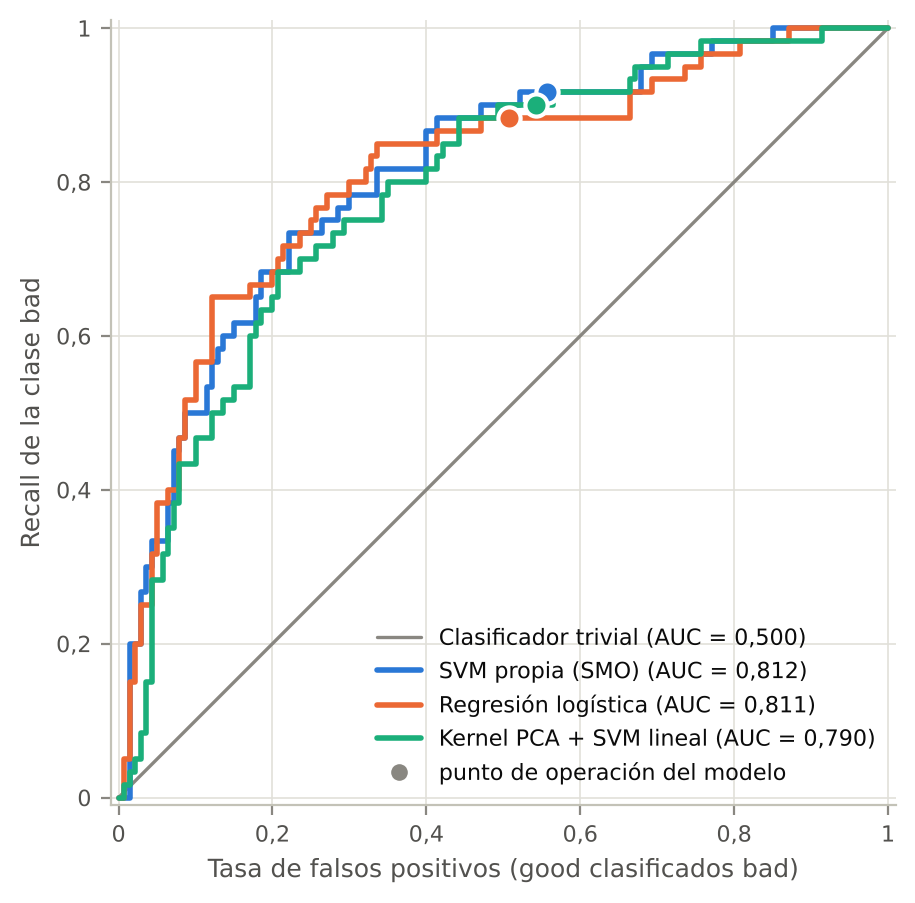 Recall de la clase bad
1
0,8
0,6
0,4
0,2
0
Clasificador trivial (AUC = 0,500)
SVM propia (SMO) (AUC = 0,812)
Regresión logística (AUC = 0,811)
Kernel PCA + SVM lineal (AUC = 0,790)
punto de operación del modelo
0 0,2 0,4 0,6 0,8 1
Tasa de falsos positivos (good clasificados bad)